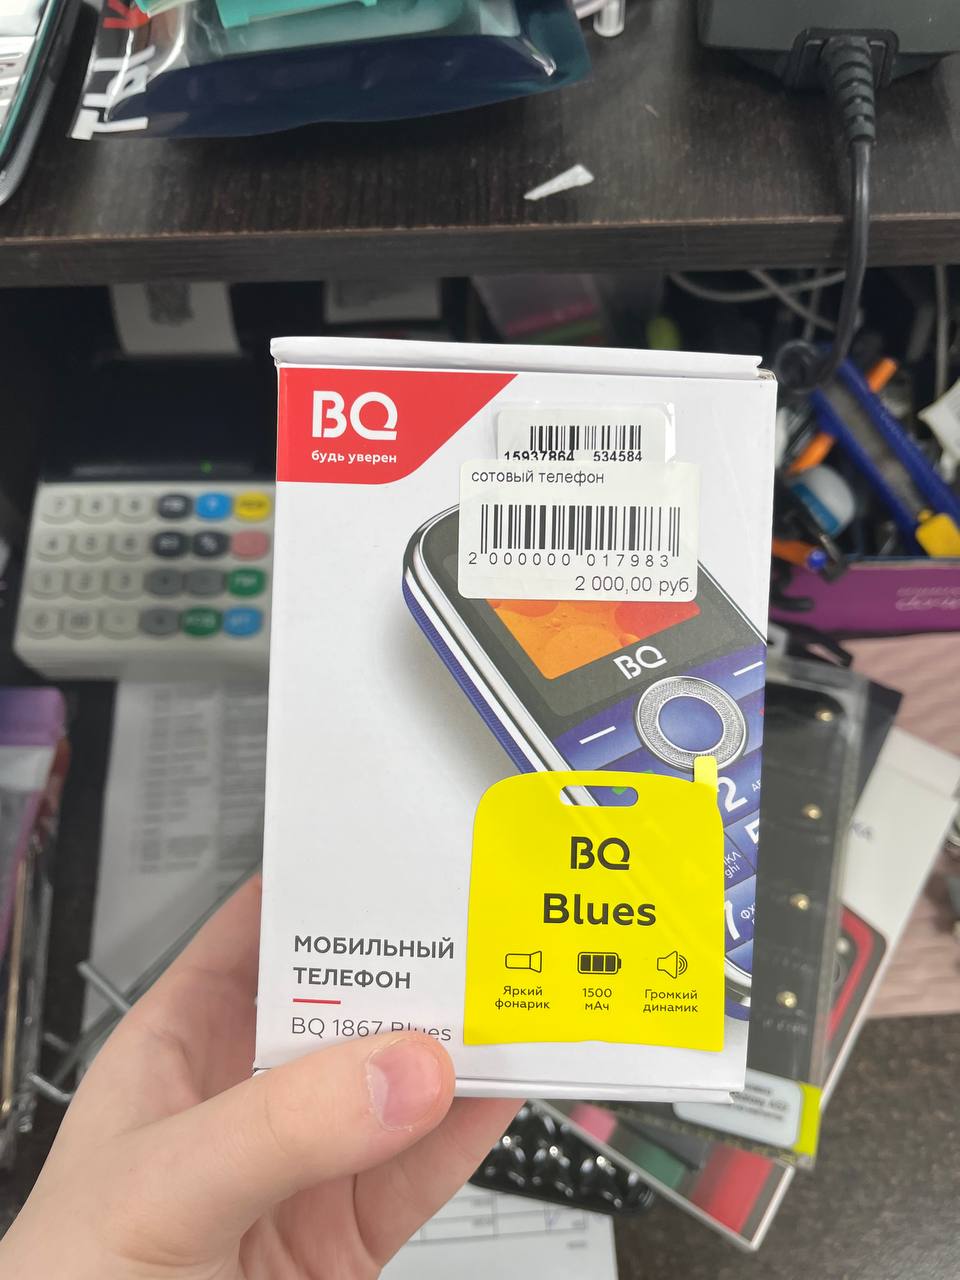 BQ
будь уверен
15937864 534584
сотовый телефон
2 000000 017983
2 000,00 руб.
BQ
2
BQ
Blues
Яркий
фонарик
1500
мАч
Громкий
динамик
МОБИЛЬНЫЙ
ТЕЛЕФОН
BQ 1867 Blues